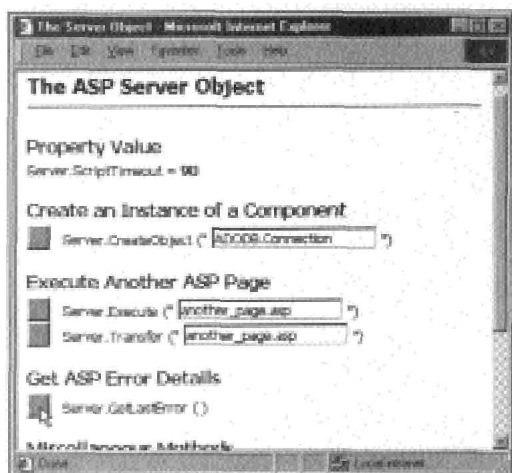 The Server Object - Microsoft Internet Explorer
File Edit View Favorites Tools Help
The ASP Server Object
Property Value
Server.ScriptTimeout = 90
Create an Instance of a Component
Server.CreateObject (" ADODB.Connection ")
Execute Another ASP Page
Server.Execute (" another_page.asp ")
Server.Transfer (" another_page.asp ")
Get ASP Error Details
Server.GetLastError ()
Miscellaneous Methods
Done
Local intranet